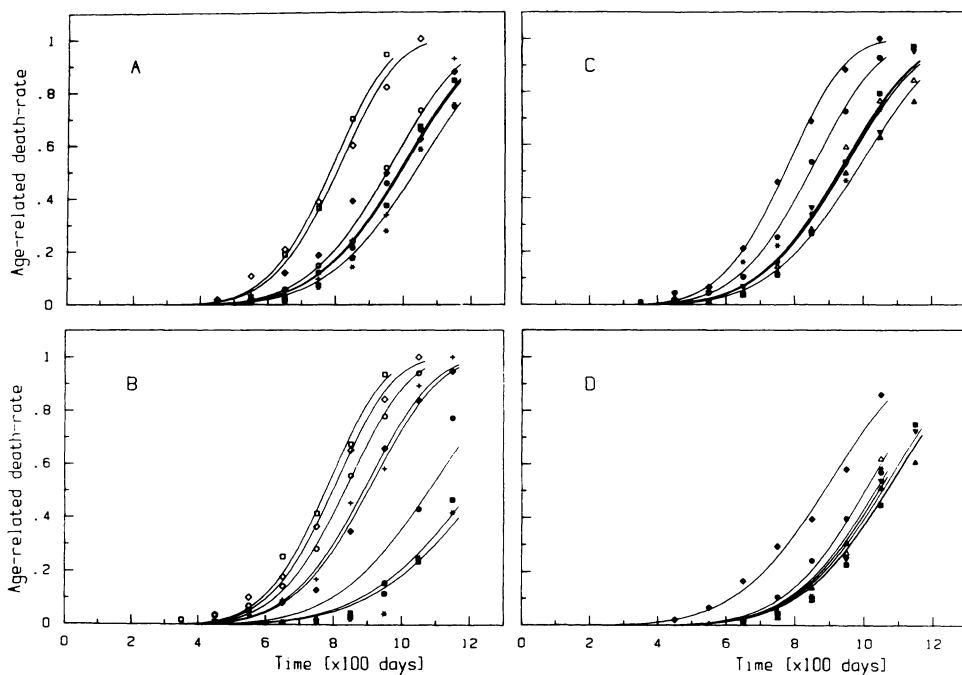 A
C
Age-related death-rate
1
.8
.6
.4
.2
0
B
D
Age-related death-rate
1
.8
.6
.4
.2
0
0 2 4 6 8 10 12
0 2 4 6 8 10 12
Time [x100 days]
Time [x100 days]